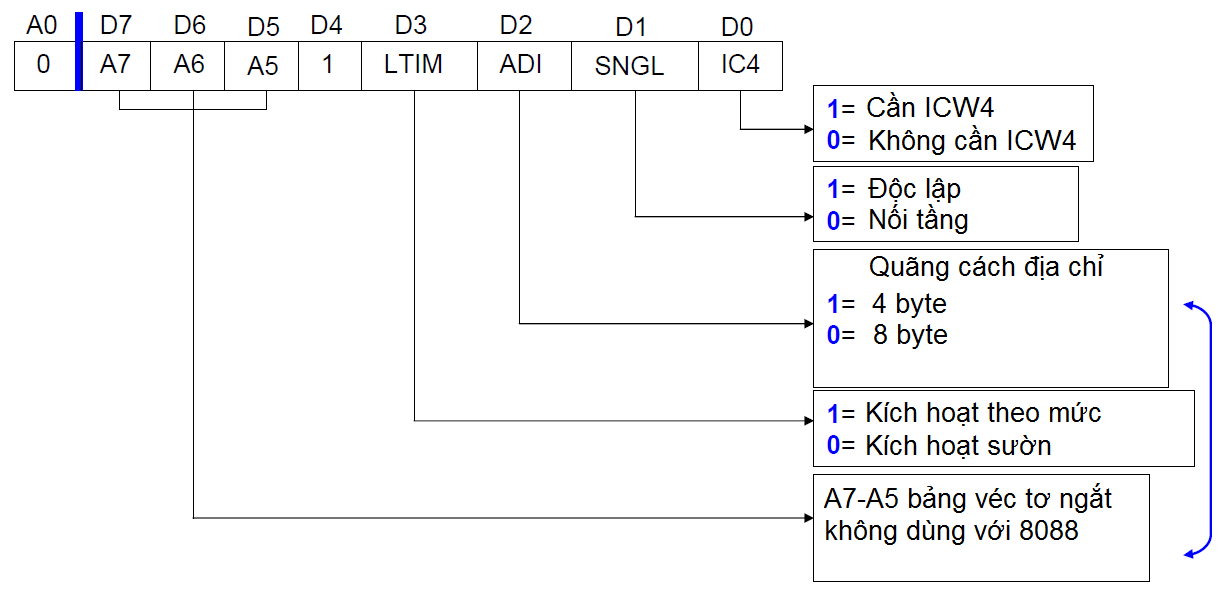 A0 D7 D6 D5 D4 D3 D2 D1 D0
0 A7 A6 A5 1 LTIM ADI SNGL IC4
1= Cần ICW4
0= Không cần ICW4
1= Độc lập
0= Nối tầng
Quãng cách địa chỉ
1= 4 byte
0= 8 byte
1= Kích hoạt theo mức
0= Kích hoạt sườn
A7-A5 bảng véc tơ ngắt
không dùng với 8088